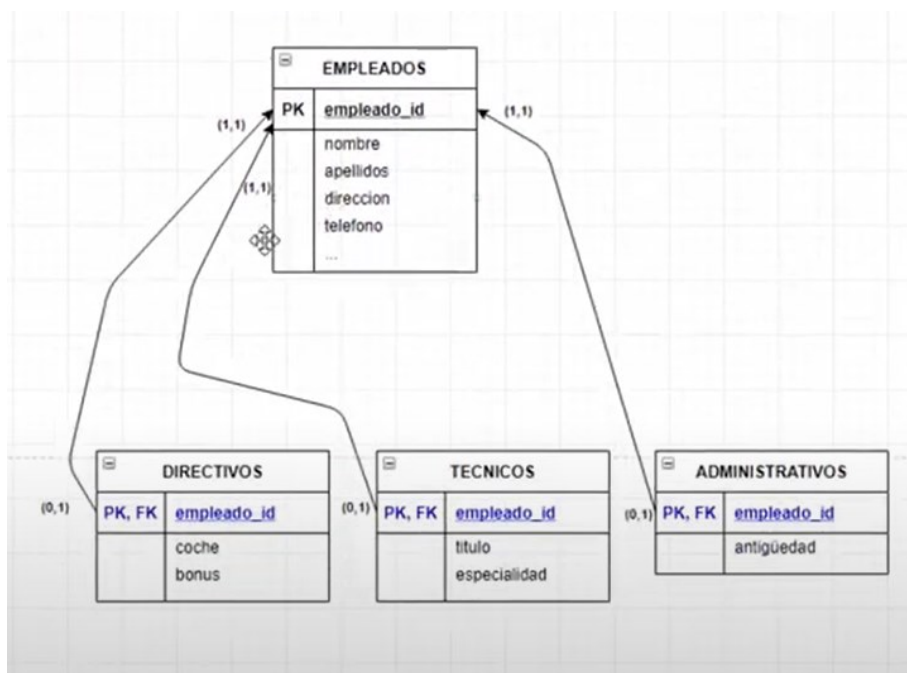 EMPLEADOS
PK empleado_id
nombre
apellidos
direccion
telefono
...
(1,1)
(1,1)
(1,1)
DIRECTIVOS
(0,1)
PK, FK empleado_id
coche
bonus
TECNICOS
(0,1)
PK, FK empleado_id
titulo
especialidad
ADMINISTRATIVOS
(0,1)
PK, FK empleado_id
antigüedad